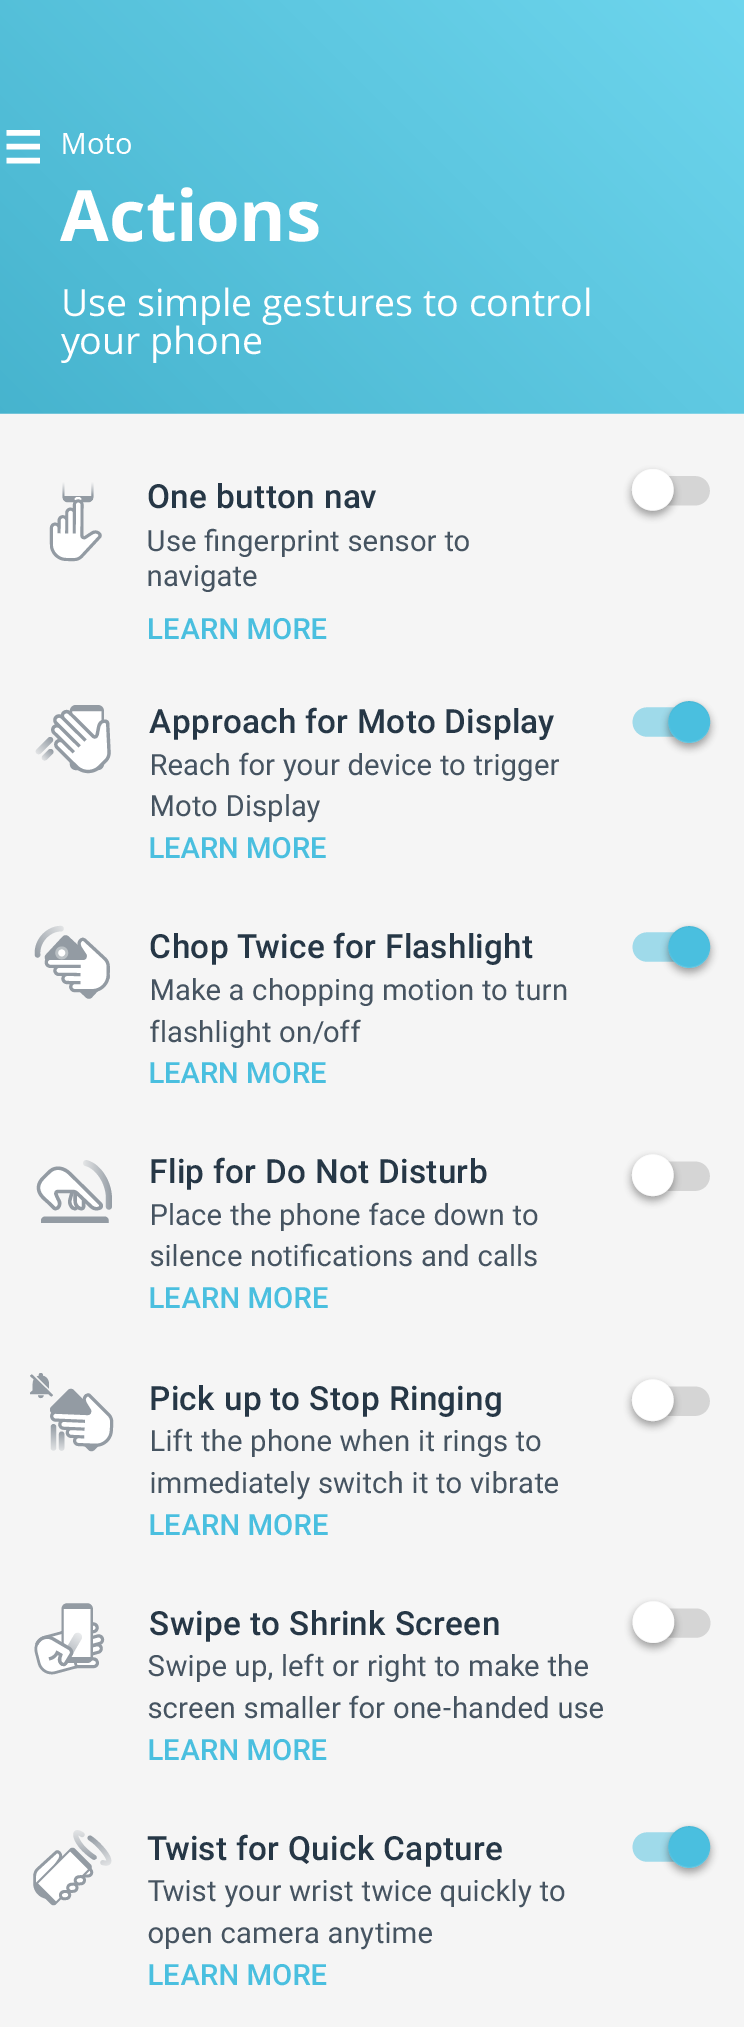 Moto
Actions
Use simple gestures to control
your phone
One button nav
Use fingerprint sensor to
navigate
LEARN MORE
Approach for Moto Display
Reach for your device to trigger
Moto Display
LEARN MORE
Chop Twice for Flashlight
Make a chopping motion to turn
flashlight on/off
LEARN MORE
Flip for Do Not Disturb
Place the phone face down to
silence notifications and calls
LEARN MORE
Pick up to Stop Ringing
Lift the phone when it rings to
immediately switch it to vibrate
LEARN MORE
Swipe to Shrink Screen
Swipe up, left or right to make the
screen smaller for one-handed use
LEARN MORE
Twist for Quick Capture
Twist your wrist twice quickly to
open camera anytime
LEARN MORE